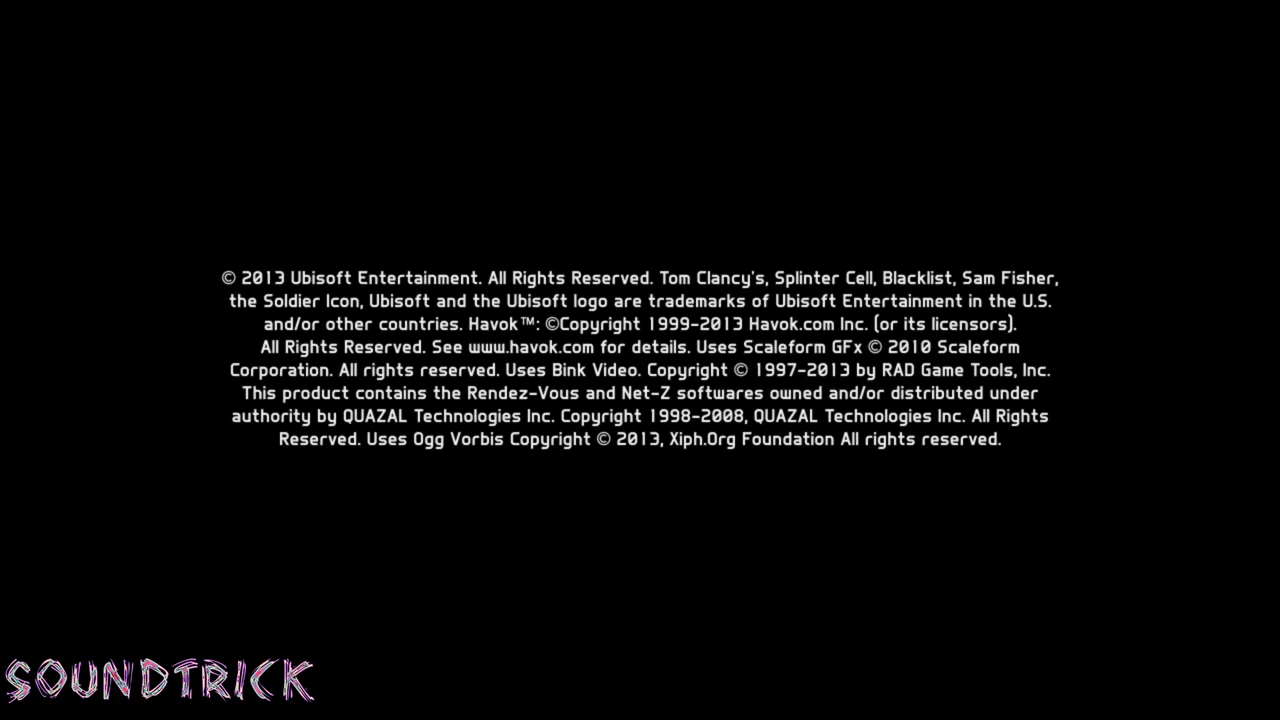 © 2013 Ubisoft Entertainment. All Rights Reserved. Tom Clancy's, Splinter Cell, Blacklist, Sam Fisher,
the Soldier Icon, Ubisoft and the Ubisoft logo are trademarks of Ubisoft Entertainment in the U.S.
and/or other countries. Havok™: ©Copyright 1999-2013 Havok.com Inc. (or its licensors).
All Rights Reserved. See www.havok.com for details. Uses Scaleform GFx © 2010 Scaleform
Corporation. All rights reserved. Uses Bink Video. Copyright © 1997-2013 by RAD Game Tools, Inc.
This product contains the Rendez-Vous and Net-Z softwares owned and/or distributed under
authority by QUAZAL Technologies Inc. Copyright 1998-2008, QUAZAL Technologies Inc. All Rights
Reserved. Uses Ogg Vorbis Copyright © 2013, Xiph.Org Foundation All rights reserved.
SOUNDTRICK